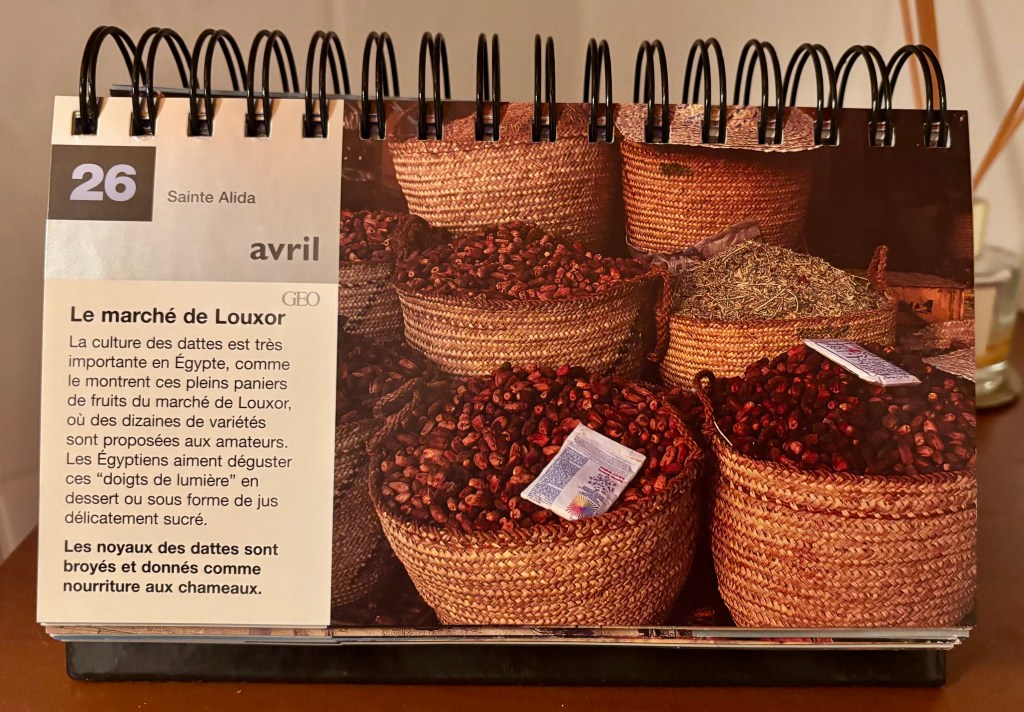 26
Sainte Alida
avril
GEO
Le marché de Louxor
La culture des dattes est très
importante en Égypte, comme
le montrent ces pleins paniers
de fruits du marché de Louxor,
où des dizaines de variétés
sont proposées aux amateurs.
Les Égyptiens aiment déguster
ces “doigts de lumière” en
dessert ou sous forme de jus
délicatement sucré.
Les noyaux des dattes sont
broyés et donnés comme
nourriture aux chameaux.